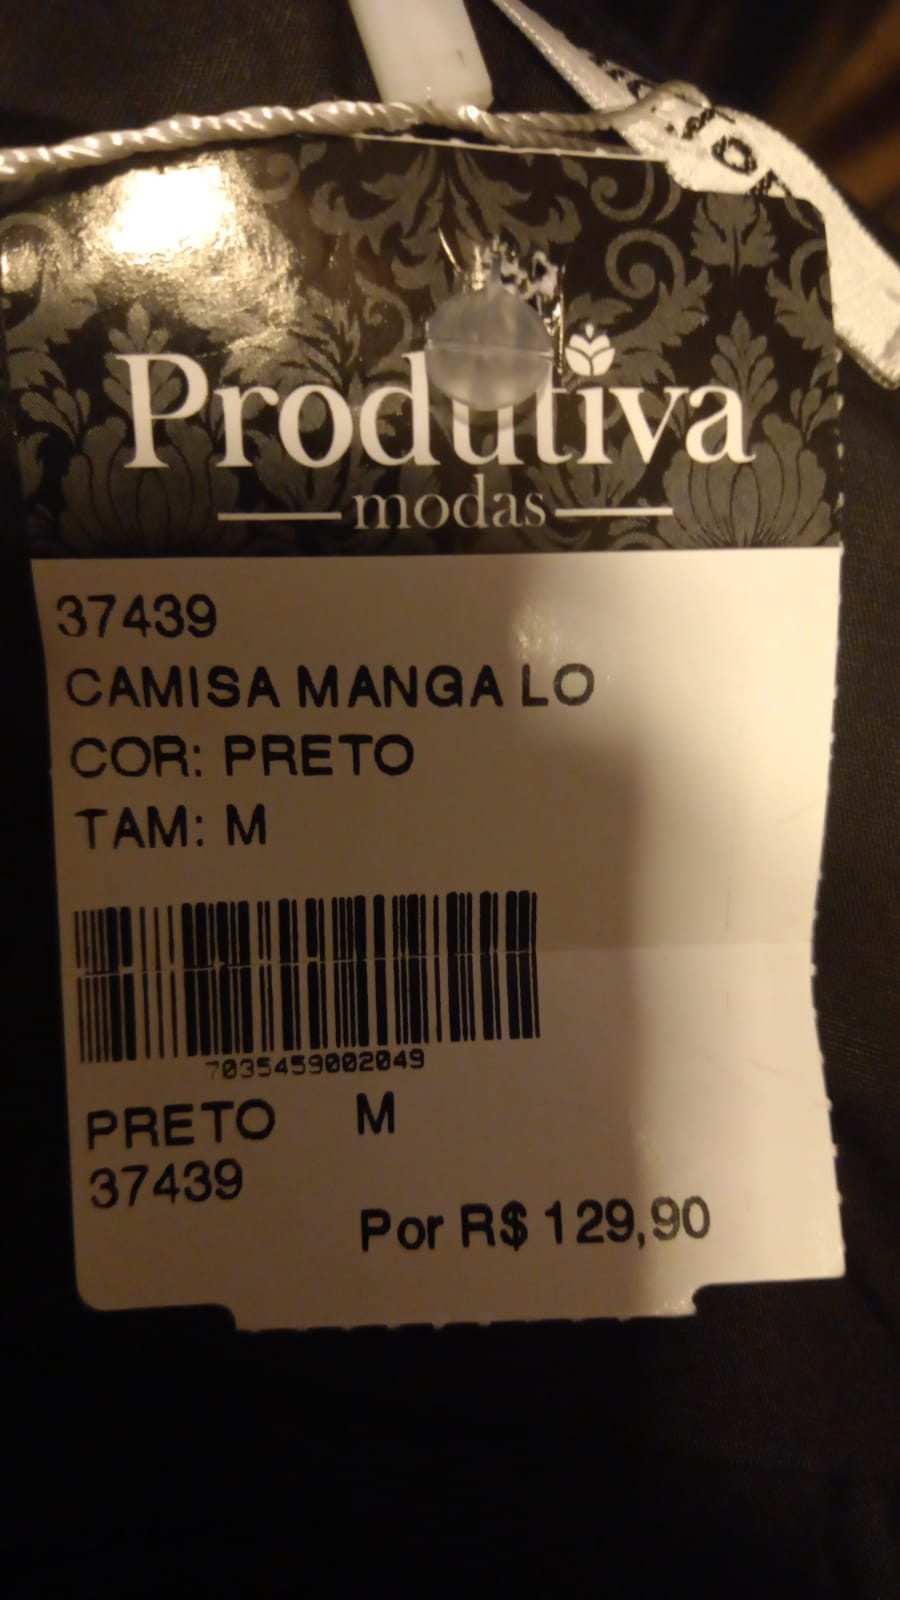 Produtiva
modas
37439
CAMISA MANGA LO
COR: PRETO
TAM: M
7035459002049
PRETO M
37439
Por R$ 129,90